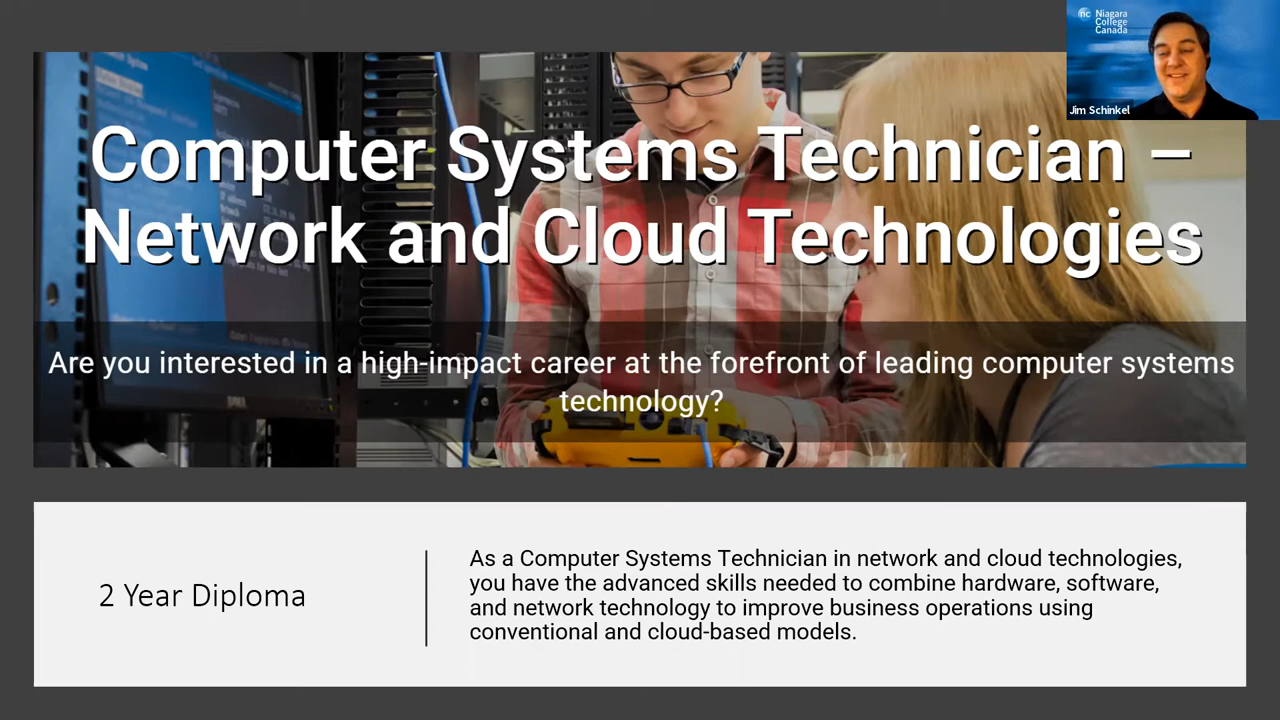 nc Niagara
College
Canada
Jim Schinkel
Computer Systems Technician –
Network and Cloud Technologies
Are you interested in a high-impact career at the forefront of leading computer systems
technology?
2 Year Diploma
As a Computer Systems Technician in network and cloud technologies,
you have the advanced skills needed to combine hardware, software,
and network technology to improve business operations using
conventional and cloud-based models.